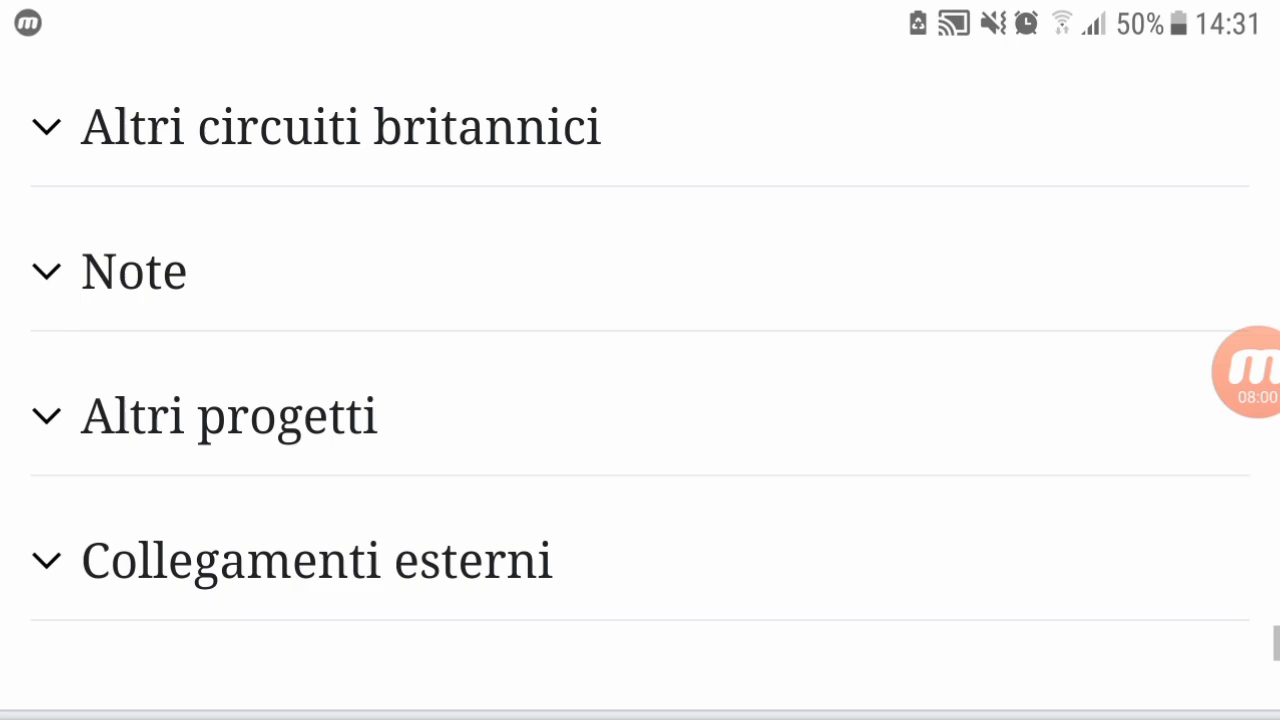 m
50% 14:31
Altri circuiti britannici
Note
m
08:00
Altri progetti
Collegamenti esterni